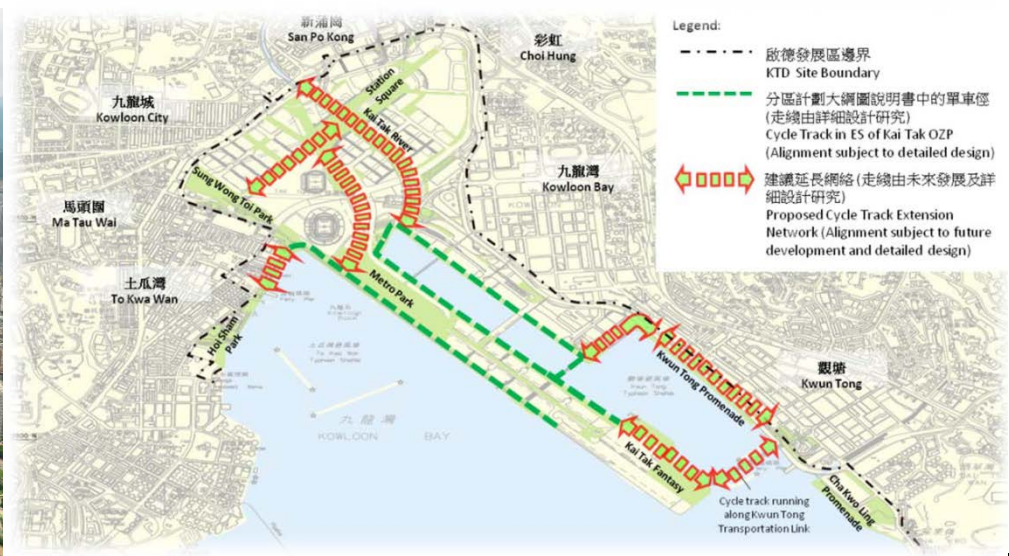 新蒲崗
San Po Kong
彩虹
Choi Hung
九龍城
Kowloon City
Station
Square
Kai Tak River
九龍灣
Kowloon Bay
Sung Wong Toi Park
馬頭圍
Ma Tau Wai
土瓜灣
To Kwa Wan
Metro Park
Hoi Sham
Park
九龍灣
KOWLOON BAY
Kwun Tong Promenade
觀塘
Kwun Tong
Kai Tak Fantasy
Cha Kwo Ling
Promenade
Cycle track running
along Kwun Tong
Transportation Link
Legend:
啟德發展區邊界
KTD Site Boundary
分區計劃大綱圖說明書中的單車徑
(走綫由詳細設計研究)
Cycle Track in ES of Kai Tak OZP
(Alignment subject to detailed design)
建議延長網絡(走綫由未來發展及詳
細設計研究)
Proposed Cycle Track Extension
Network (Alignment subject to future
development and detailed design)